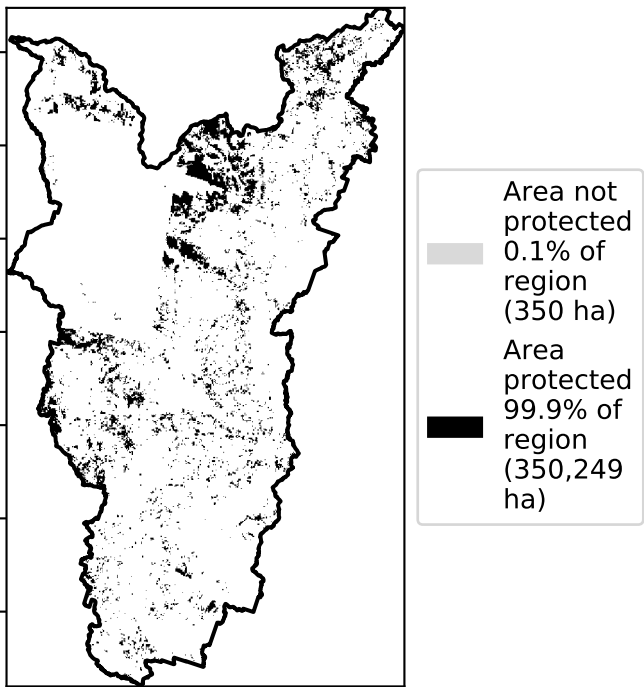 Area not
protected
0.1% of
region
(350 ha)
Area
protected
99.9% of
region
(350,249
ha)